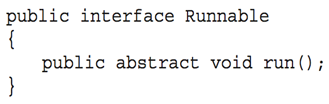 public interface Runnable
{
    public abstract void run();
}